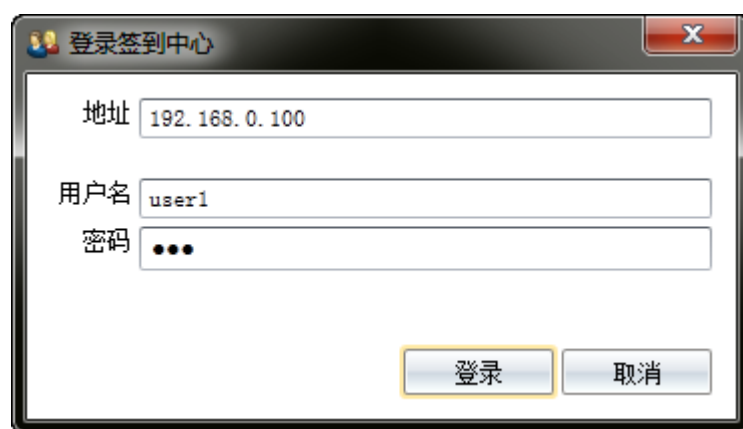 登录签到中心
地址 192.168.0.100
用户名 user1
密码 ●●●
登录 取消